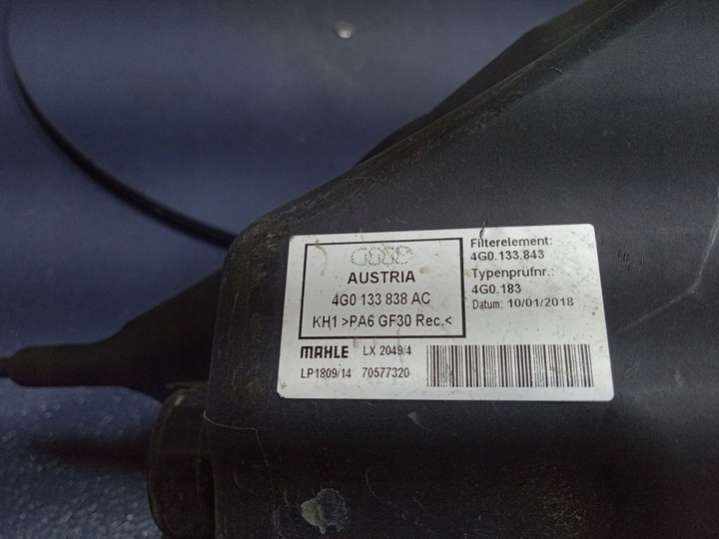 AUSTRIA
4G0 133 838 AC
KH1 >PA6 GF30 Rec.<
Filterelement:
4G0.133.843
Typenprüfnr.:
4G0.183
Datum: 10/01/2018
MAHLE LX 2049/4
LP1809/14 70577320